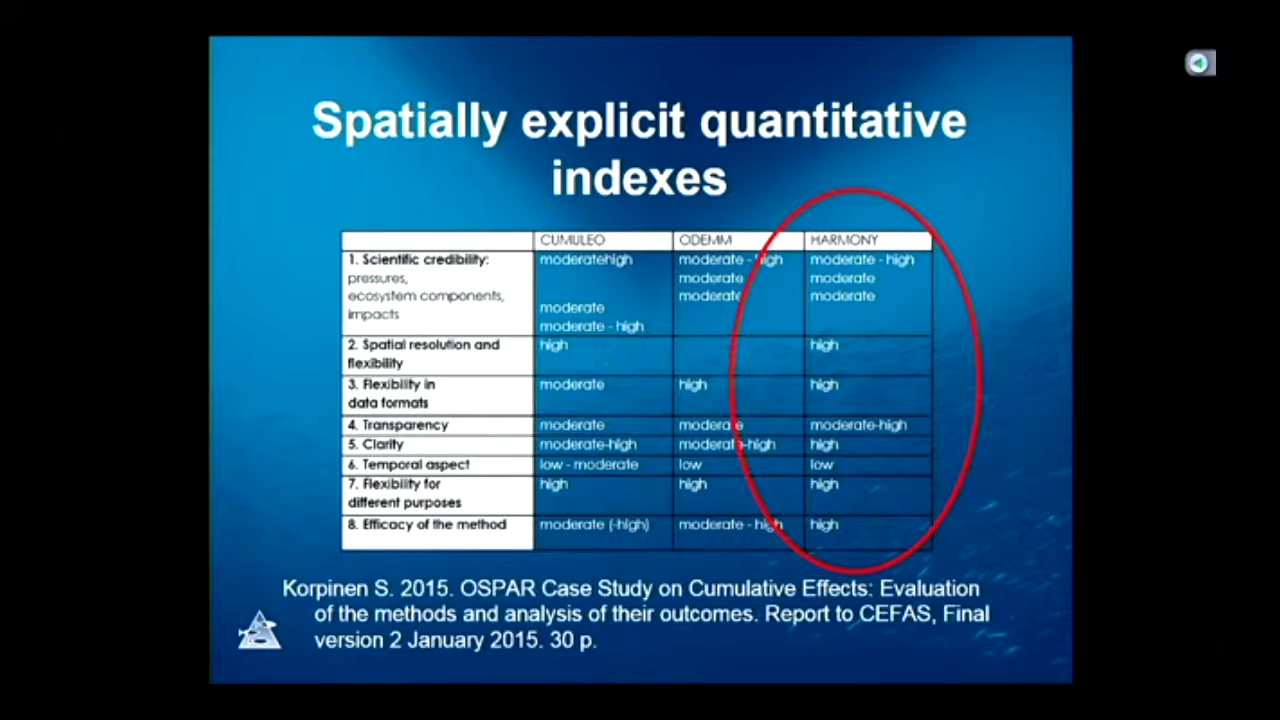 Spatially explicit quantitative
indexes
CUMULEO ODEMM HARMONY
1. Scientific credibility: moderatehigh moderate - high moderate - high
pressures, moderate moderate
ecosystem components, moderate moderate
impacts moderate
moderate - high
2. Spatial resolution and high high
flexibility
3. Flexibility in moderate high high
data formats
4. Transparency moderate moderate moderate-high
5. Clarity moderate-high moderate-high high
6. Temporal aspect low - moderate low low
7. Flexibility for high high high
different purposes
8. Efficacy of the method moderate (-high) moderate - high high
Korpinen S. 2015. OSPAR Case Study on Cumulative Effects: Evaluation
of the methods and analysis of their outcomes. Report to CEFAS, Final
version 2 January 2015. 30 p.